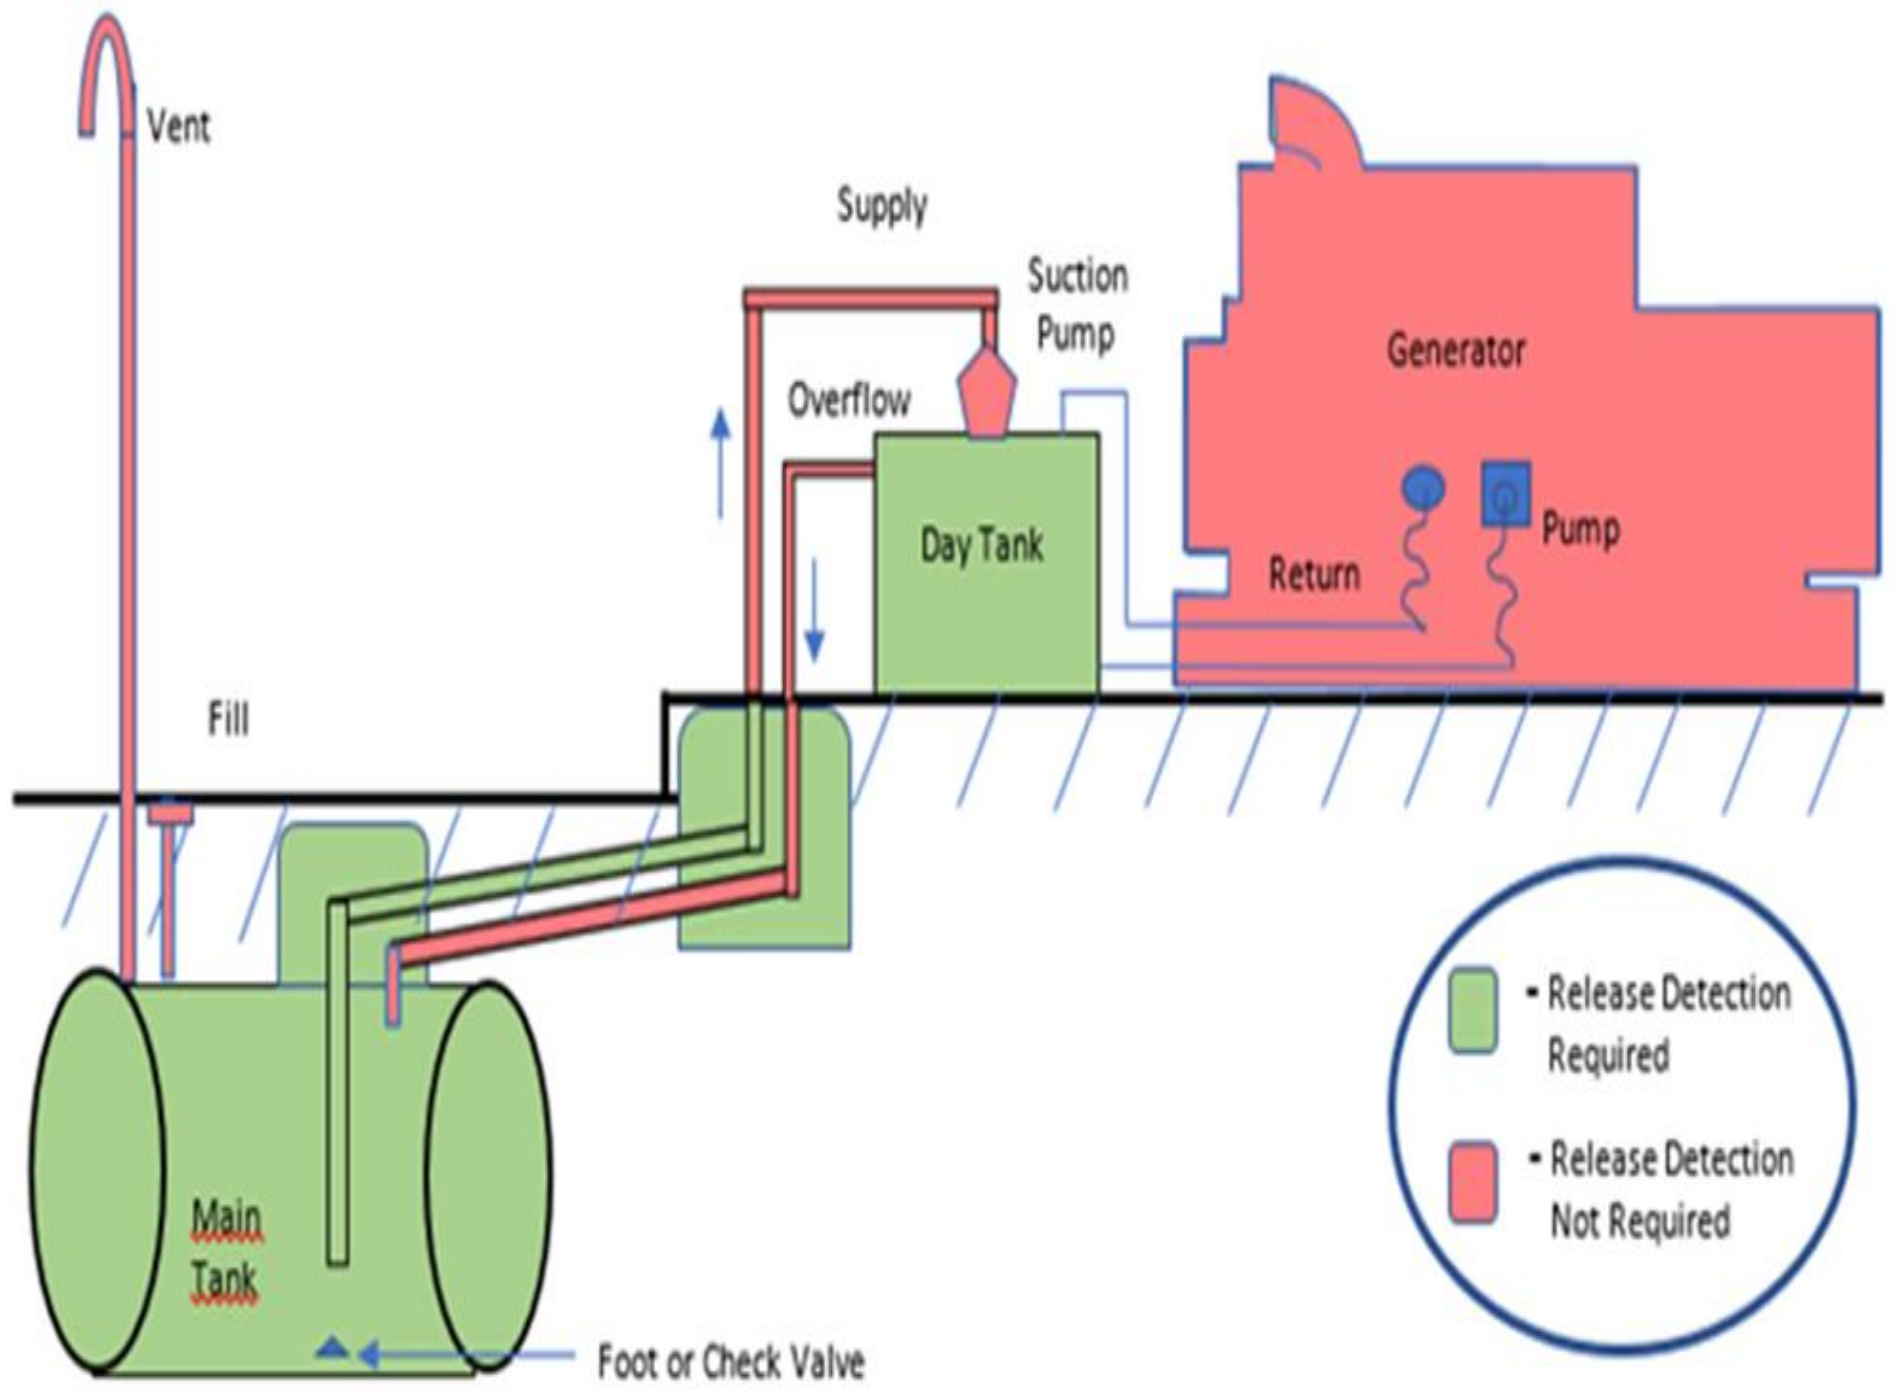 Vent
Supply
Suction
Pump
Overflow
Generator
Day Tank
Pump
Return
Fill
Main
Tank
Foot or Check Valve
- Release Detection
Required
- Release Detection
Not Required